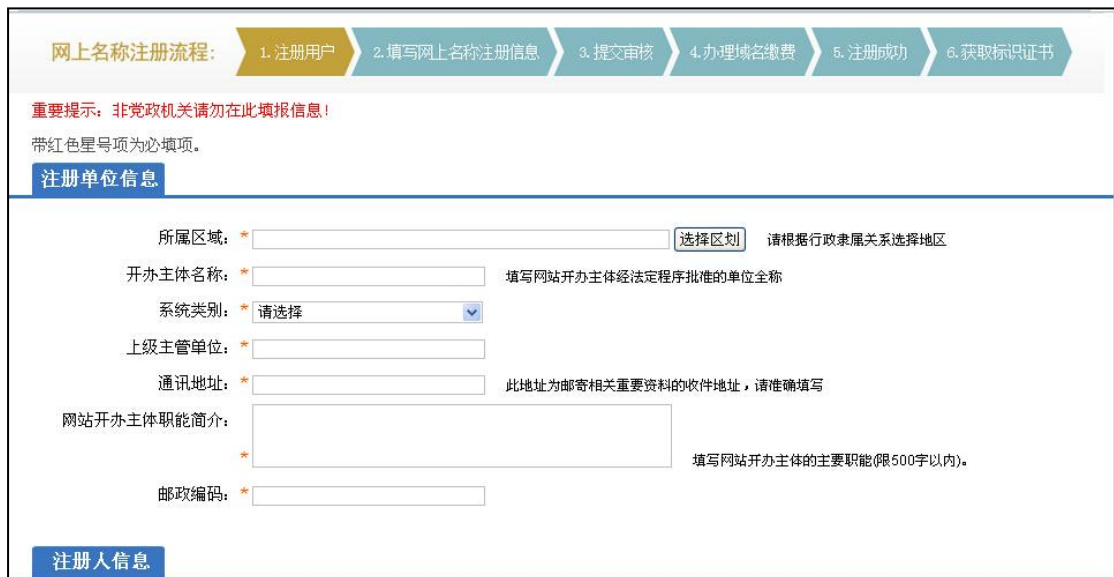 网上名称注册流程: 1.注册用户 2.填写网上名称注册信息 3.提交审核 4.办理域名缴费 5.注册成功 6.获取标识证书
重要提示：非党政机关请勿在此填报信息！
带红色星号项为必填项。
注册单位信息
所属区域：* 选择区划 请根据行政隶属关系选择地区
开办主体名称：* 填写网站开办主体经法定程序批准的单位全称
系统类别：* 请选择
上级主管单位：*
通讯地址：* 此地址为邮寄相关重要资料的收件地址，请准确填写
网站开办主体职能简介：
* 填写网站开办主体的主要职能(限500字以内)。
邮政编码：*
注册人信息